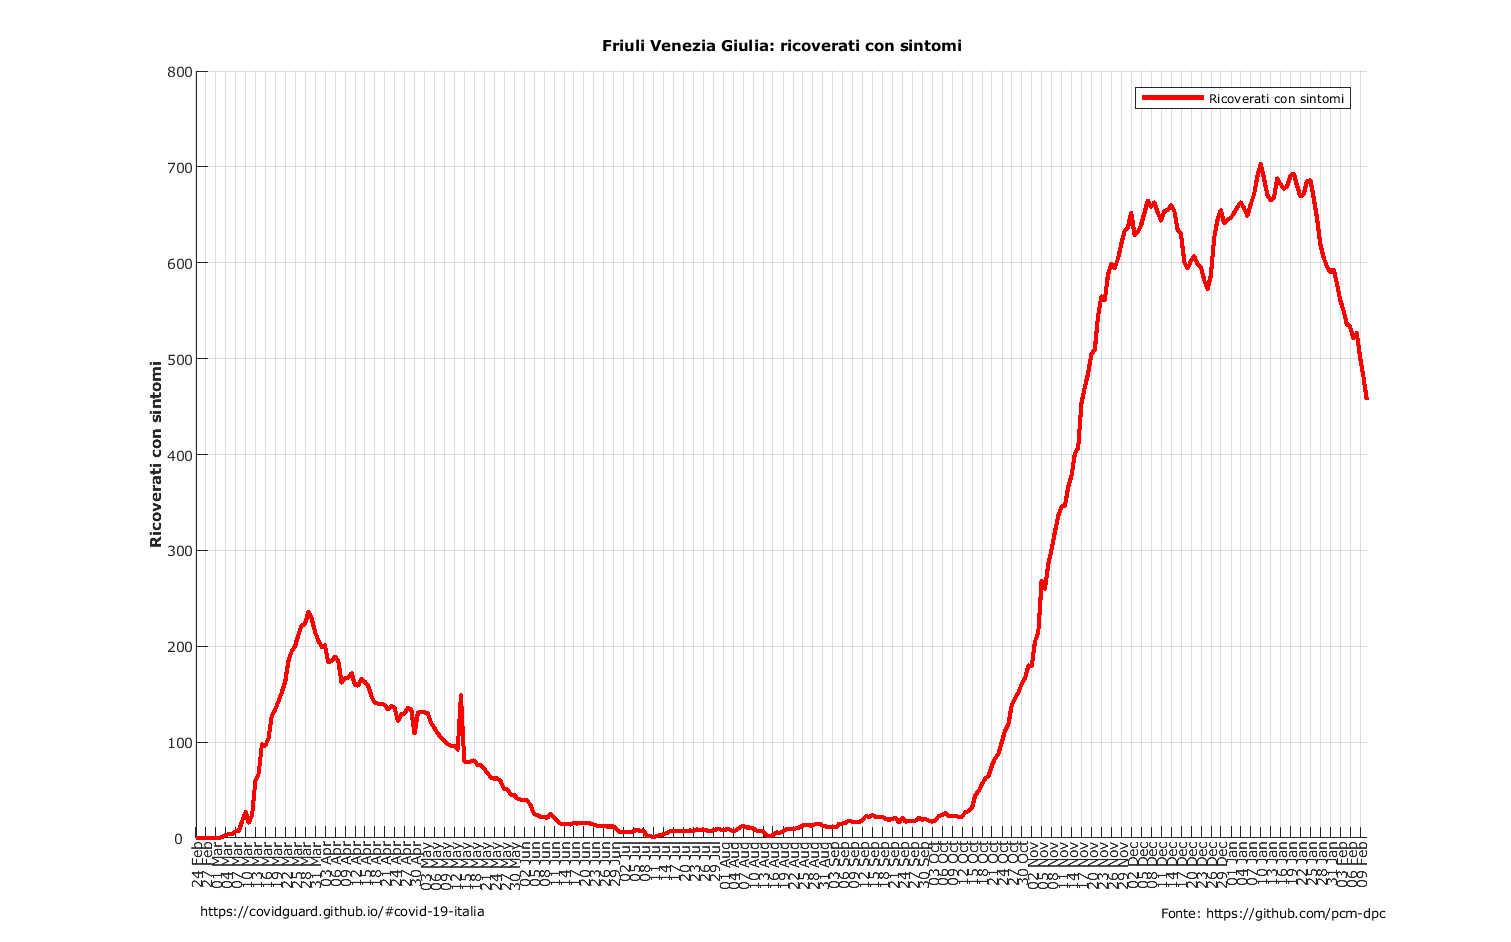 Friuli Venezia Giulia: ricoverati con sintomi
Ricoverati con sintomi
Ricoverati con sintomi
800
700
600
500
400
300
200
100
0
24 Feb
27 Feb
01 Mar
04 Mar
07 Mar
10 Mar
13 Mar
16 Mar
19 Mar
22 Mar
25 Mar
28 Mar
31 Mar
03 Apr
06 Apr
09 Apr
12 Apr
15 Apr
18 Apr
21 Apr
24 Apr
27 Apr
30 Apr
03 May
06 May
09 May
12 May
15 May
18 May
21 May
24 May
27 May
30 May
02 Jun
05 Jun
08 Jun
11 Jun
14 Jun
17 Jun
20 Jun
23 Jun
26 Jun
29 Jun
02 Jul
05 Jul
08 Jul
11 Jul
14 Jul
17 Jul
20 Jul
23 Jul
26 Jul
29 Jul
01 Aug
04 Aug
07 Aug
10 Aug
13 Aug
16 Aug
19 Aug
22 Aug
25 Aug
28 Aug
31 Aug
03 Sep
06 Sep
09 Sep
12 Sep
15 Sep
18 Sep
21 Sep
24 Sep
27 Sep
30 Sep
03 Oct
06 Oct
09 Oct
12 Oct
15 Oct
18 Oct
21 Oct
24 Oct
27 Oct
30 Oct
02 Nov
05 Nov
08 Nov
11 Nov
14 Nov
17 Nov
20 Nov
23 Nov
26 Nov
29 Nov
02 Dec
05 Dec
08 Dec
11 Dec
14 Dec
17 Dec
20 Dec
23 Dec
26 Dec
29 Dec
01 Jan
04 Jan
07 Jan
10 Jan
13 Jan
16 Jan
19 Jan
22 Jan
25 Jan
28 Jan
31 Jan
03 Feb
06 Feb
09 Feb
https://covidguard.github.io/#covid-19-italia
Fonte: https://github.com/pcm-dpc